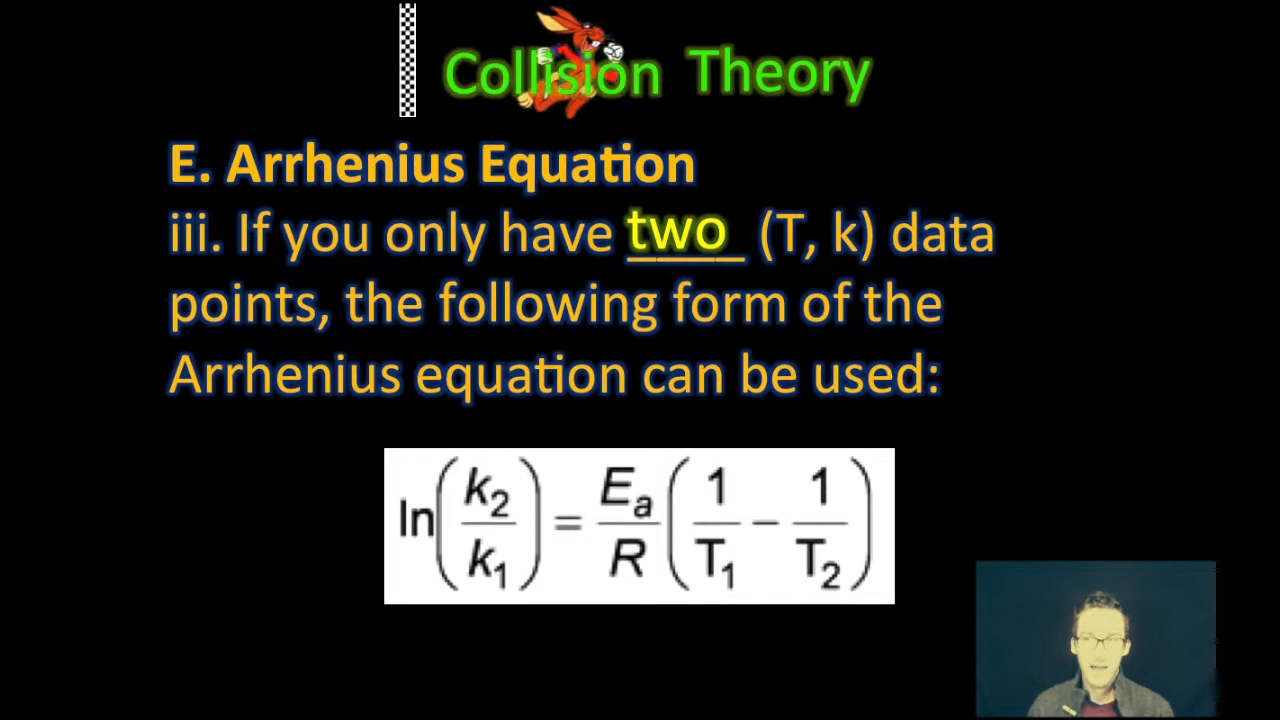 Collision Theory
E. Arrhenius Equation
iii. If you only have two (T, k) data
points, the following form of the
Arrhenius equation can be used:
ln(k₂/k₁) = Eₐ/R (1/T₁ − 1/T₂)